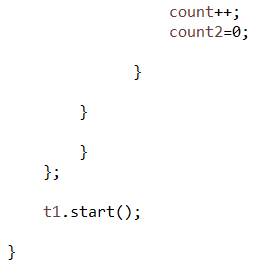 count++;
count2=0;
}
}
}
};
t1.start();
}